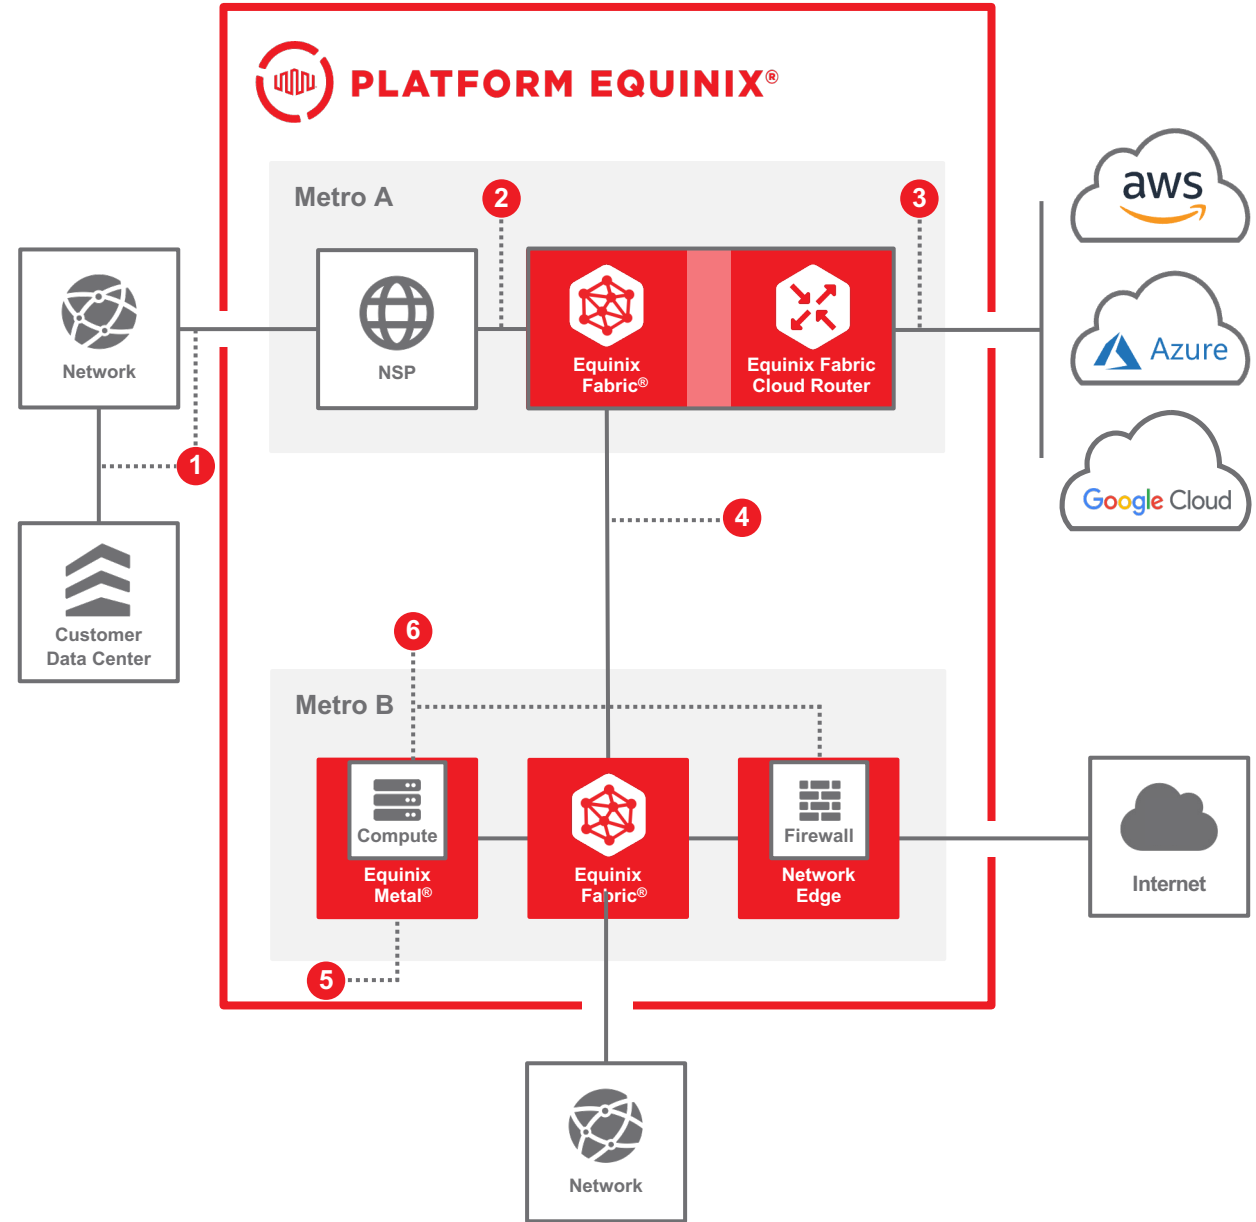 PLATFORM EQUINIX®
Metro A
2
3
aws
Network
NSP
Equinix
Fabric®
Equinix Fabric
Cloud Router
Azure
1
Google Cloud
4
Customer
Data Center
6
Metro B
Compute
Equinix
Metal®
Equinix
Fabric®
Firewall
Network
Edge
Internet
5
Network